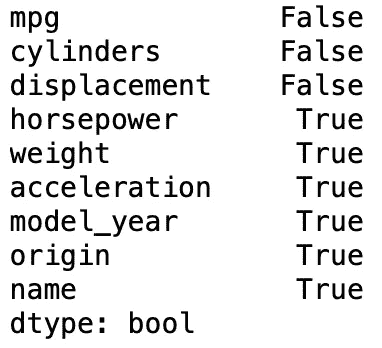 mpg False
cylinders False
displacement False
horsepower True
weight True
acceleration True
model_year True
origin True
name True
dtype: bool